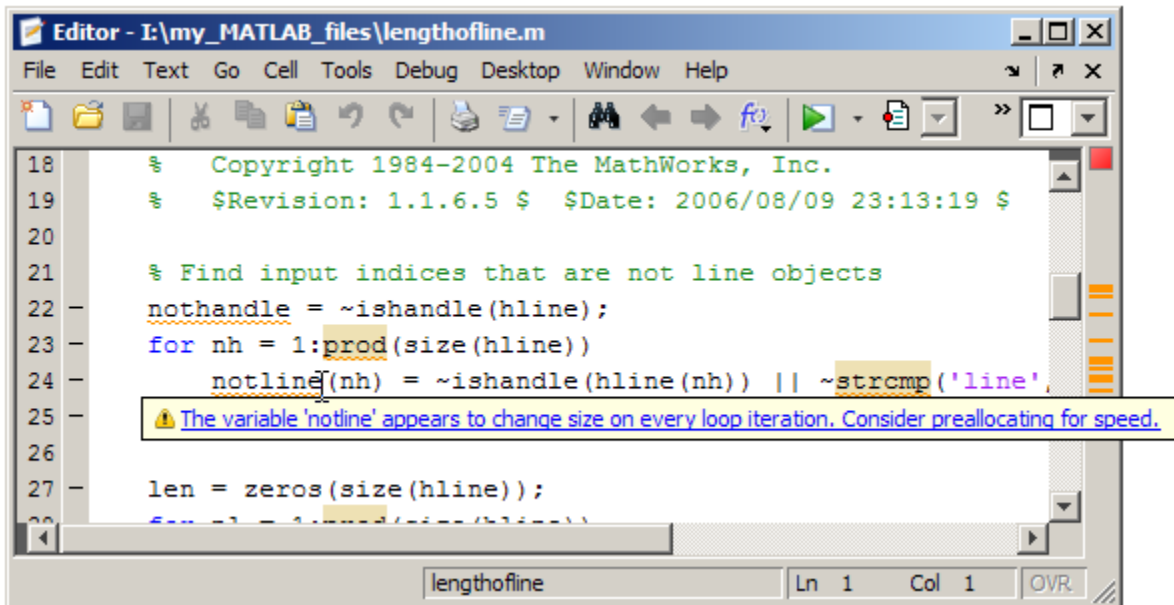 Editor - I:\my_MATLAB_files\lengthofline.m
File Edit Text Go Cell Tools Debug Desktop Window Help
18 % Copyright 1984-2004 The MathWorks, Inc.
19 % $Revision: 1.1.6.5 $ $Date: 2006/08/09 23:13:19 $
20
21 % Find input indices that are not line objects
22 - nothandle = ~ishandle(hline);
23 - for nh = 1:prod(size(hline))
24 - notline(nh) = ~ishandle(hline(nh)) || ~strcmp('line',
25 -
The variable 'notline' appears to change size on every loop iteration. Consider preallocating for speed.
26
27 - len = zeros(size(hline));
lengthofline Ln 1 Col 1 OVR